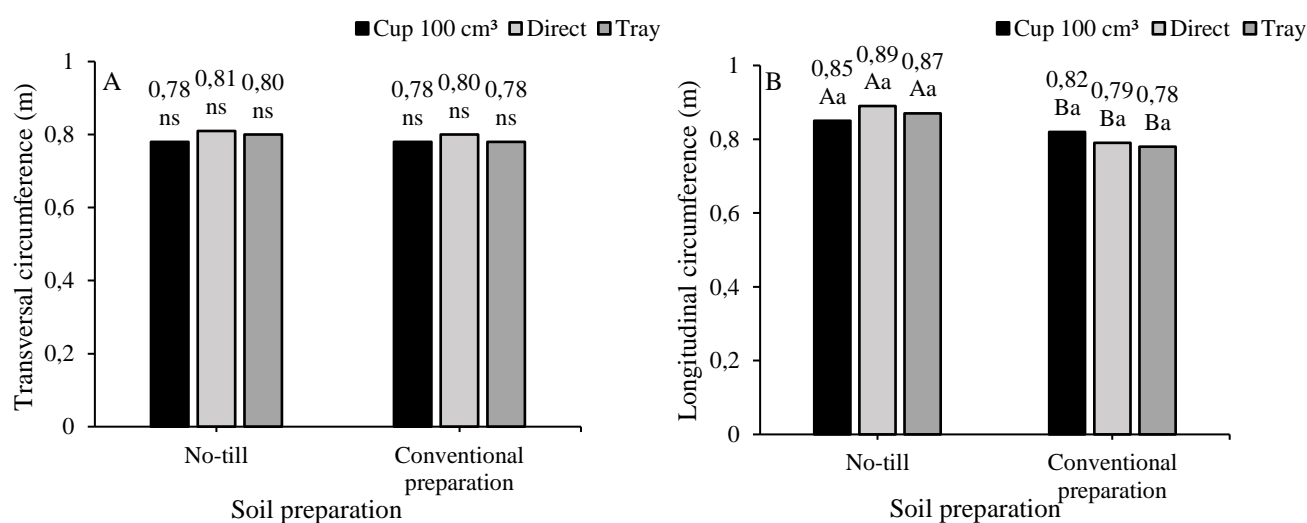 Cup 100 cm³ Direct Tray
A
Transversal circumference (m)
1
0,8
0,6
0,4
0,2
0
0,78 0,81 0,80
ns ns ns
0,78 0,80 0,78
ns ns ns
No-till
Conventional
preparation
Soil preparation
Cup 100 cm³ Direct Tray
B
Longitudinal circumference (m)
1
0,8
0,6
0,4
0,2
0
0,85 0,89 0,87
Aa Aa Aa
0,82 0,79 0,78
Ba Ba Ba
No-till
Conventional
preparation
Soil preparation